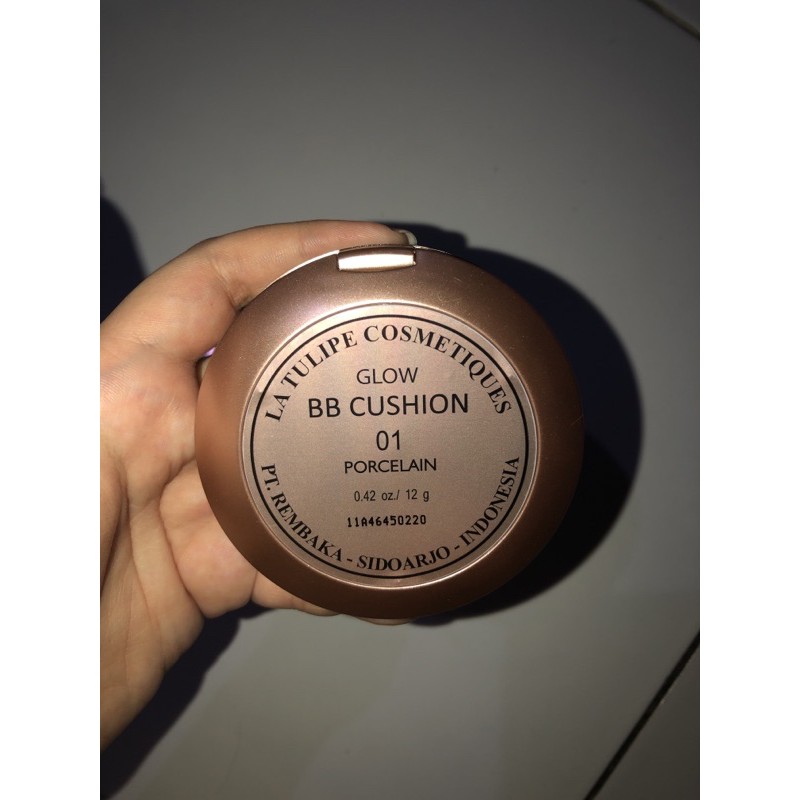 LA TULIPE COSMETIQUES
GLOW
BB CUSHION
01
PORCELAIN
0.42 oz./ 12 g
11A46450220
PT. REMBAKA - SIDOARJO - INDONESIA